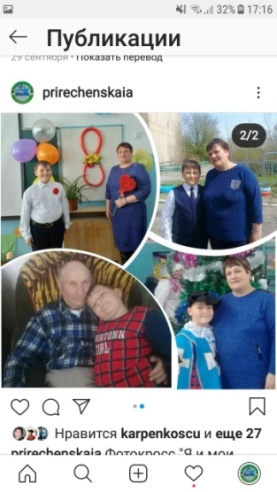 32% 17:16
Публикации
29 сентября · Показать перевод
prirechenskaia
2/2
8
Нравится karpenkoscu и еще 27
prirechenskaia Фотокросс "Я и мои